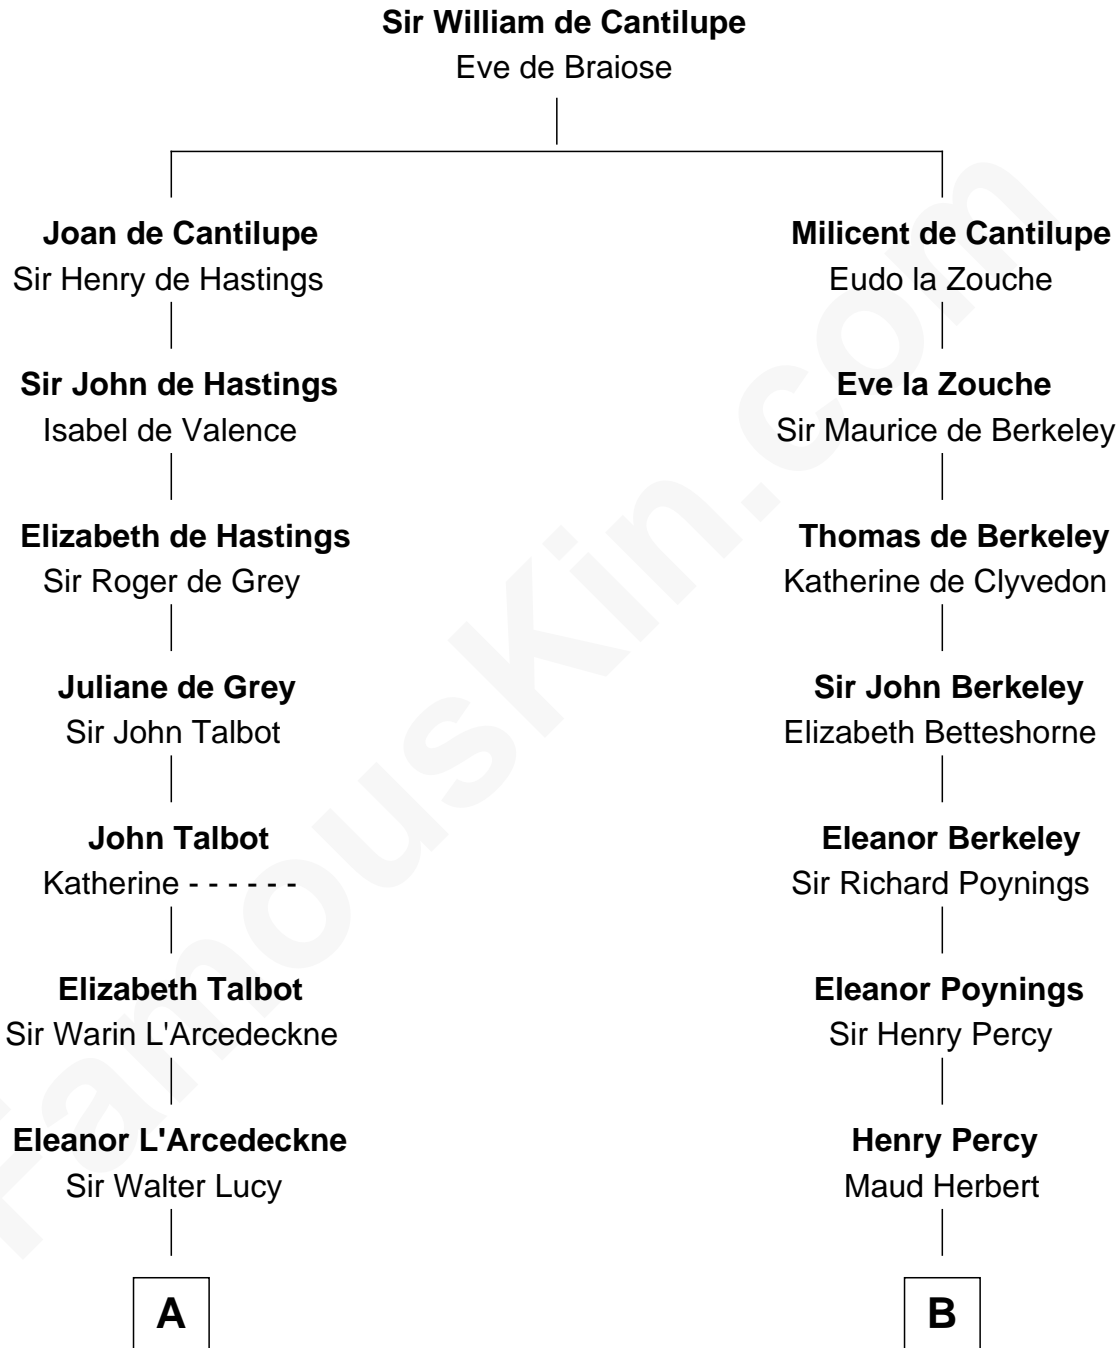 Sir William de Cantilupe
Eve de Braiose
Joan de Cantilupe
Sir Henry de Hastings
Milicent de Cantilupe
Eudo la Zouche
Sir John de Hastings
Isabel de Valence
Eve la Zouche
Sir Maurice de Berkeley
Elizabeth de Hastings
Sir Roger de Grey
Thomas de Berkeley
Katherine de Clyvedon
Juliane de Grey
Sir John Talbot
Sir John Berkeley
Elizabeth Betteshorne
John Talbot
Katherine - - - - - -
Eleanor Berkeley
Sir Richard Poynings
Elizabeth Talbot
Sir Warin L'Arcedeckne
Eleanor Poynings
Sir Henry Percy
Eleanor L'Arcedeckne
Sir Walter Lucy
Henry Percy
Maud Herbert
A
B
FamousKin.com